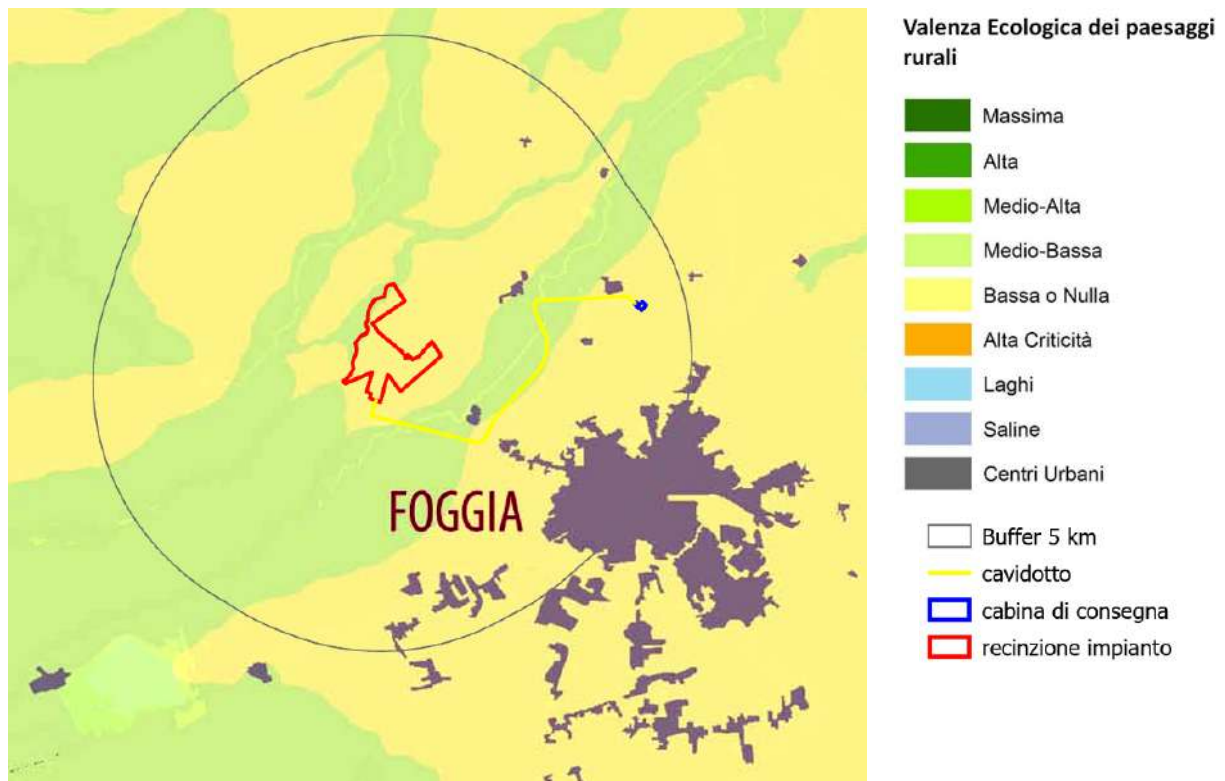 FOGGIA
Valenza Ecologica dei paesaggi
rurali
Massima
Alta
Medio-Alta
Medio-Bassa
Bassa o Nulla
Alta Criticità
Laghi
Saline
Centri Urbani
Buffer 5 km
cavidotto
cabina di consegna
recinzione impianto